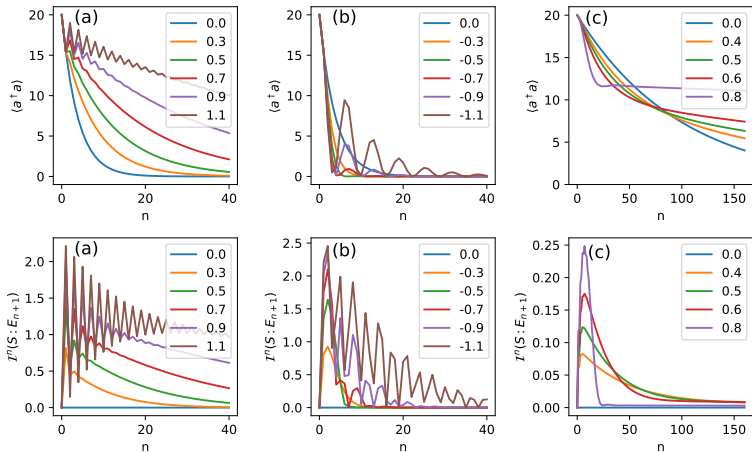 (a)
20
15
10
5
0
⟨a†a⟩
0 20 40
n
0.0
0.3
0.5
0.7
0.9
1.1
(b)
20
15
10
5
0
⟨a†a⟩
0 20 40
n
0.0
-0.3
-0.5
-0.7
-0.9
-1.1
(c)
20
15
10
5
0
⟨a†a⟩
0 50 100 150
n
0.0
0.4
0.5
0.6
0.8
(a)
2.0
1.5
1.0
0.5
0.0
ℐⁿ(S : Eₙ₊₁)
0 20 40
n
0.0
0.3
0.5
0.7
0.9
1.1
(b)
2.5
2.0
1.5
1.0
0.5
0.0
ℐⁿ(S : Eₙ₊₁)
0 20 40
n
0.0
-0.3
-0.5
-0.7
-0.9
-1.1
(c)
0.25
0.20
0.15
0.10
0.05
0.00
ℐⁿ(S : Eₙ₊₁)
0 50 100 150
n
0.0
0.4
0.5
0.6
0.8